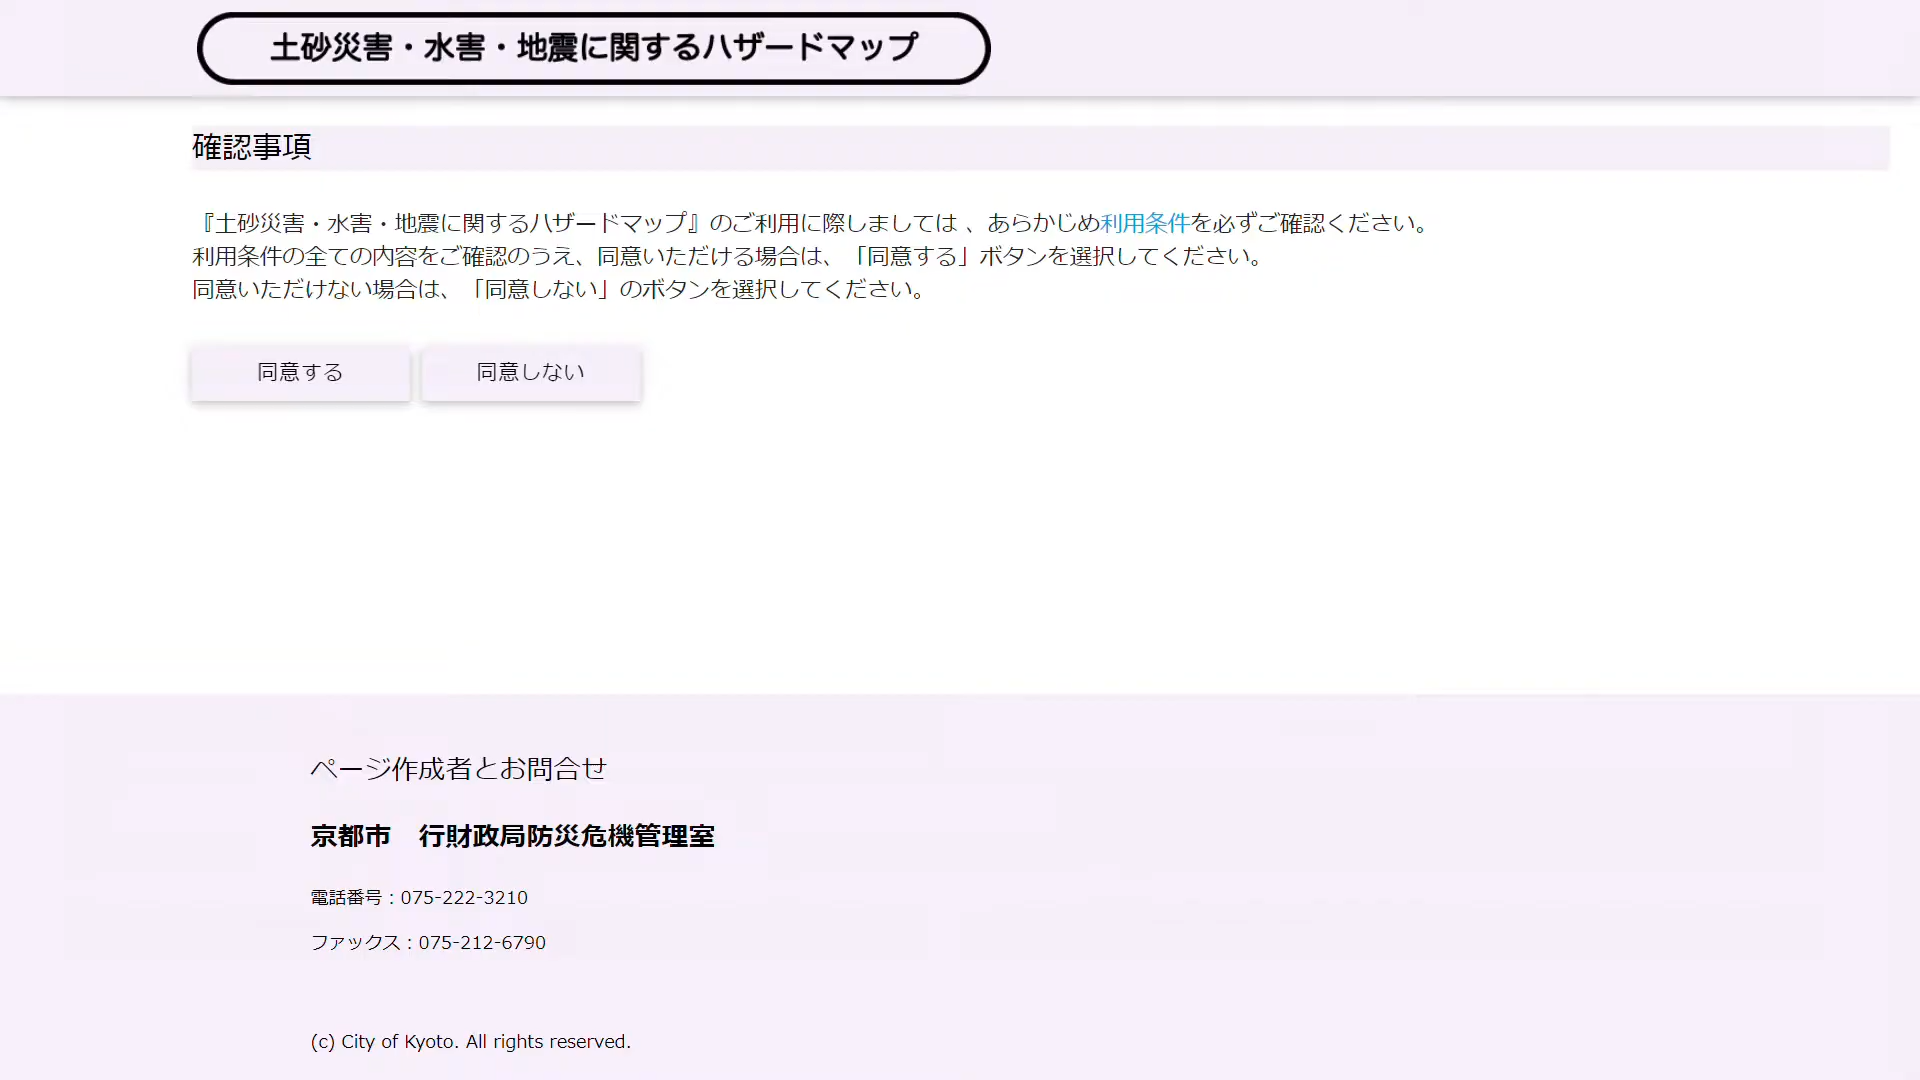 土砂災害・水害・地震に関するハザードマップ
確認事項
『土砂災害・水害・地震に関するハザードマップ』のご利用に際しましては 、あらかじめ利用条件を必ずご確認ください。
利用条件の全ての内容をご確認のうえ、同意いただける場合は、「同意する」ボタンを選択してください。
同意いただけない場合は、「同意しない」のボタンを選択してください。
同意する
同意しない
ページ作成者とお問合せ
京都市　行財政局防災危機管理室
電話番号：075-222-3210
ファックス：075-212-6790
(c) City of Kyoto. All rights reserved.